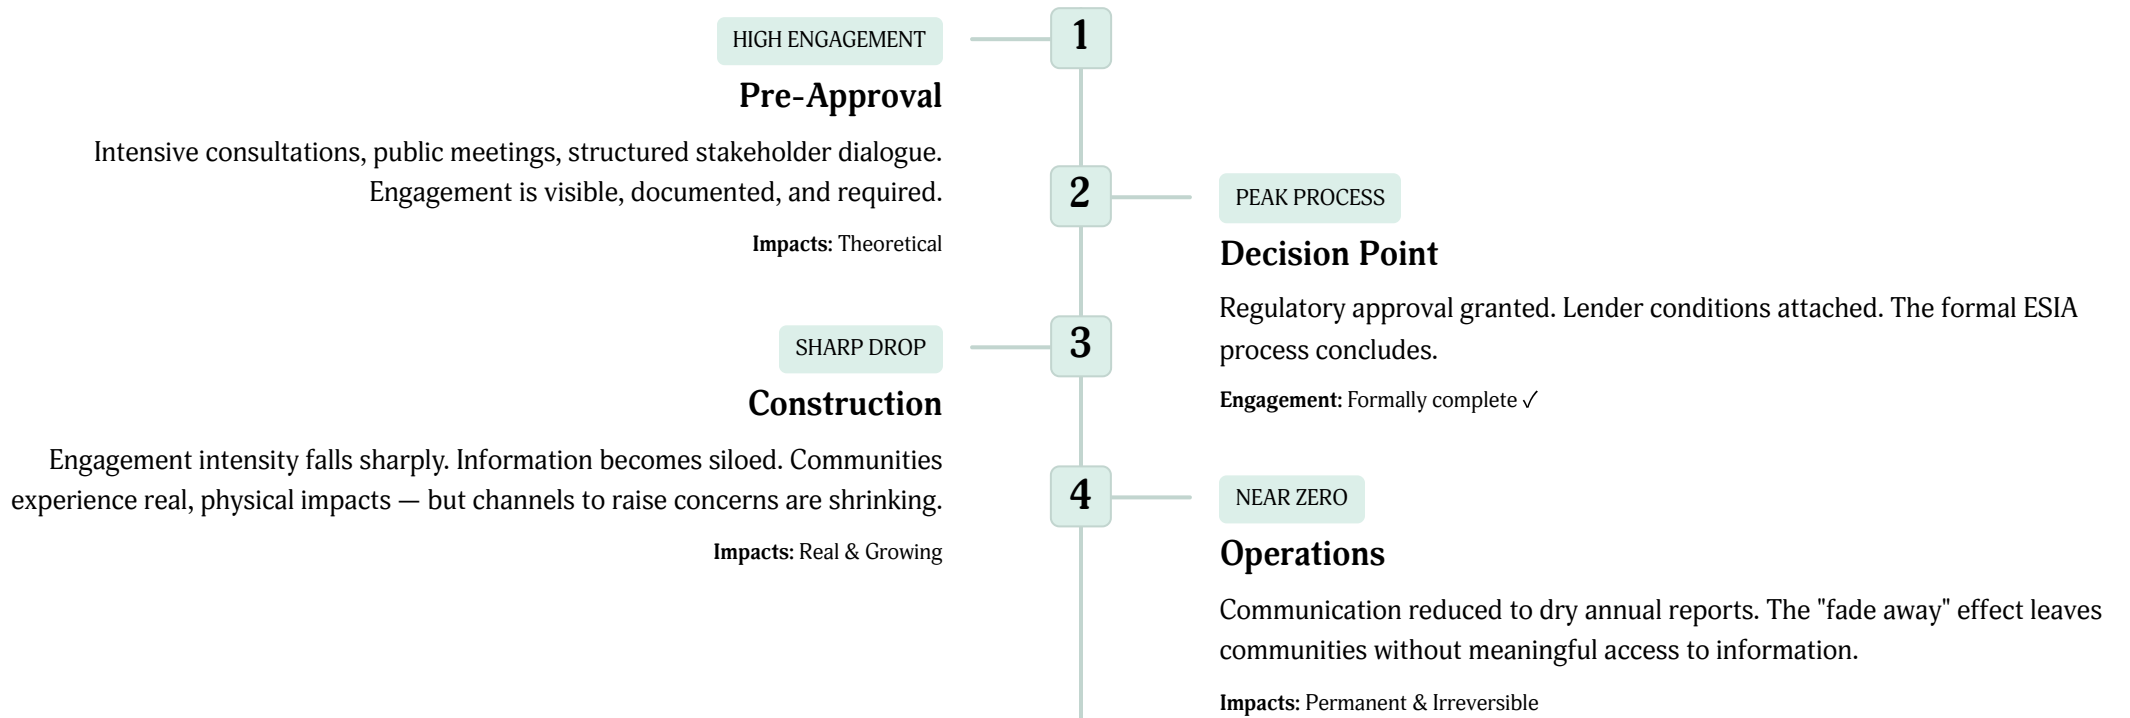 1
HIGH ENGAGEMENT
Pre-Approval
Intensive consultations, public meetings, structured stakeholder dialogue.
Engagement is visible, documented, and required.
Impacts: Theoretical
2
PEAK PROCESS
Decision Point
Regulatory approval granted. Lender conditions attached. The formal ESIA
process concludes.
Engagement: Formally complete ✓
3
SHARP DROP
Construction
Engagement intensity falls sharply. Information becomes siloed. Communities
experience real, physical impacts — but channels to raise concerns are shrinking.
Impacts: Real & Growing
4
NEAR ZERO
Operations
Communication reduced to dry annual reports. The "fade away" effect leaves
communities without meaningful access to information.
Impacts: Permanent & Irreversible